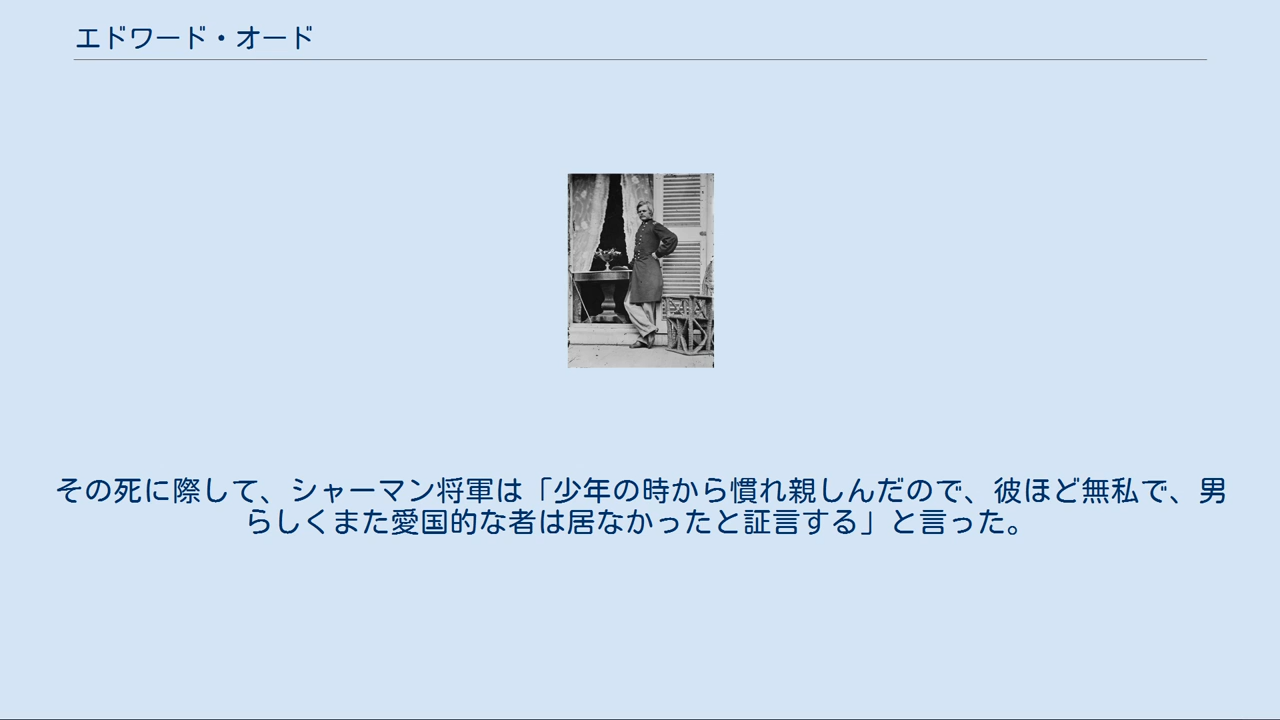 エドワード・オード
その死に際して、シャーマン将軍は「少年の時から慣れ親しんだので、彼ほど無私で、男
らしくまた愛国的な者は居なかったと証言する」と言った。